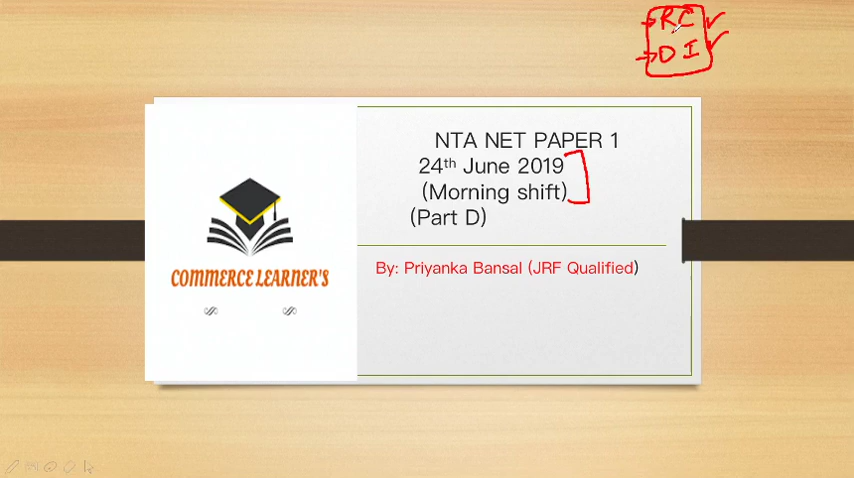 RC
DI
NTA NET PAPER 1
24th June 2019
(Morning shift)
(Part D)
COMMERCE LEARNER'S
By: Priyanka Bansal (JRF Qualified)